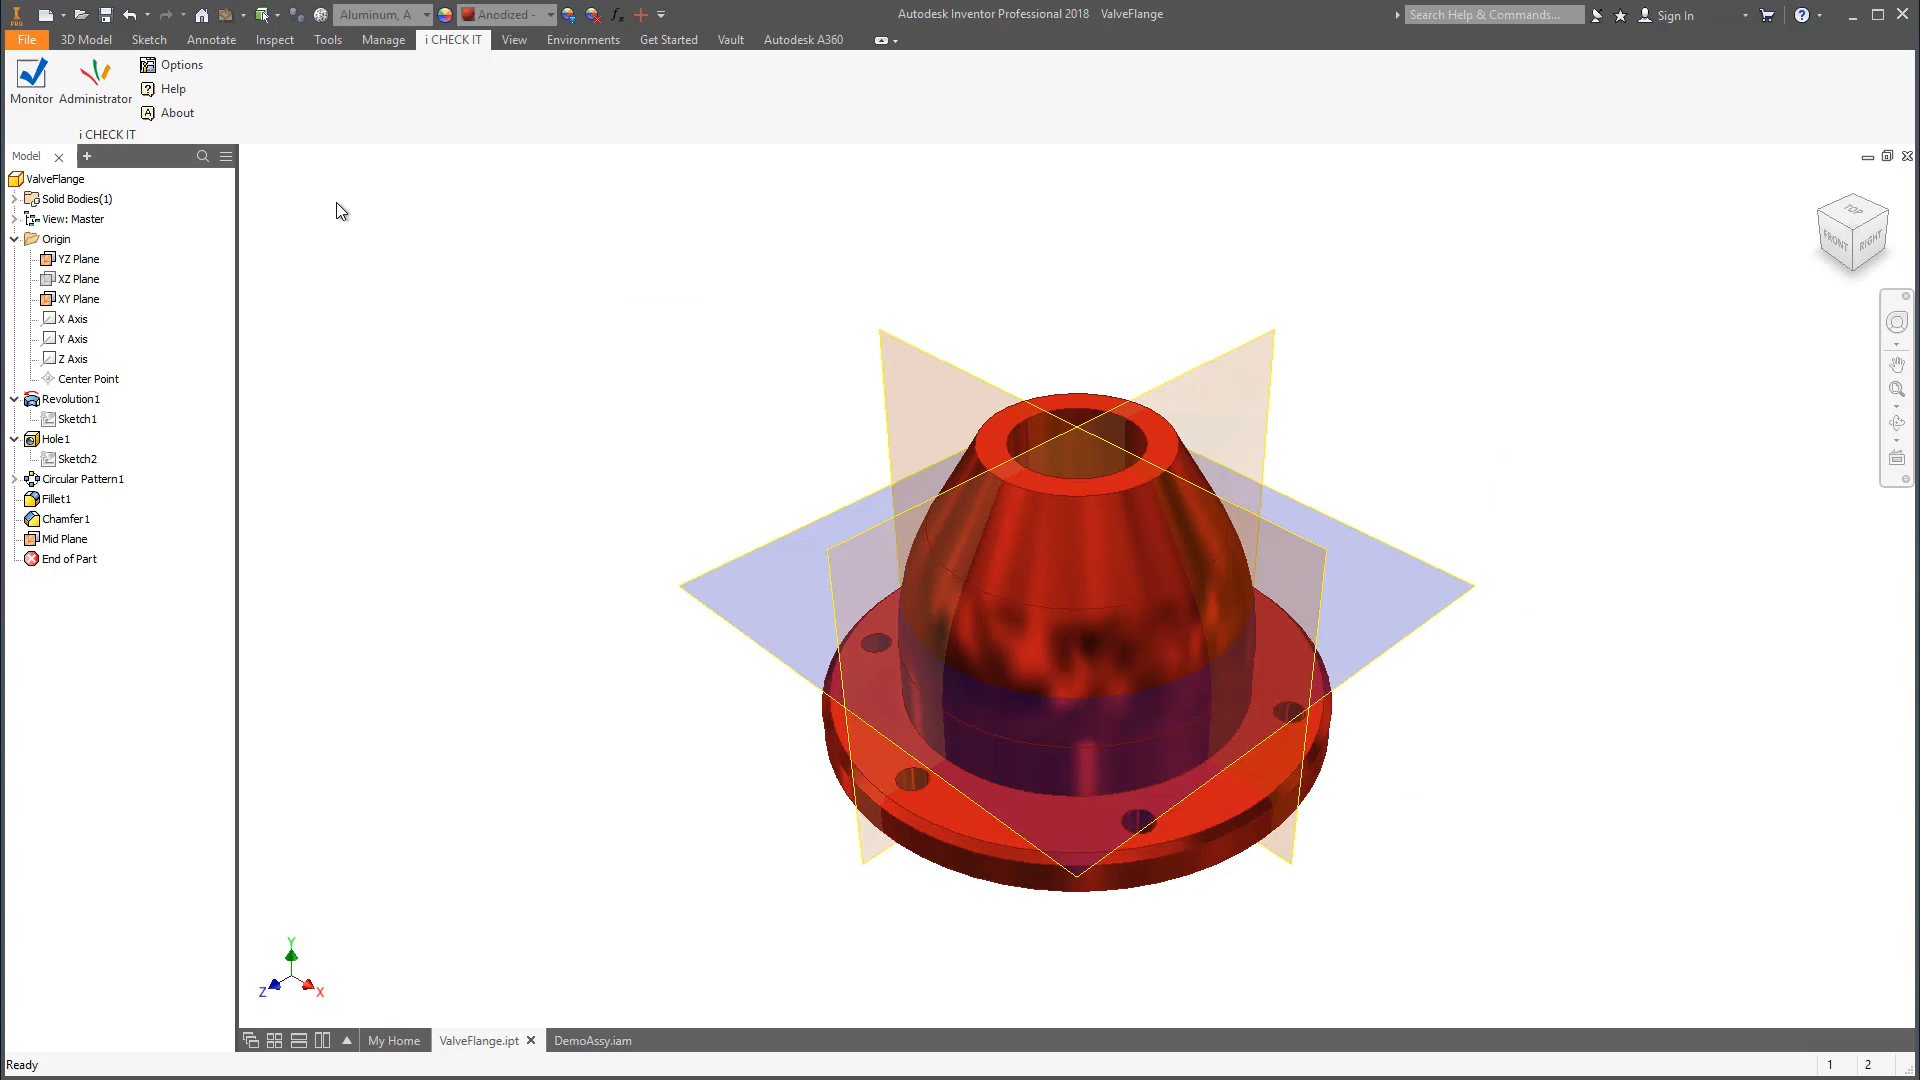 PRO
Aluminum, A
Anodized -
Autodesk Inventor Professional 2018 ValveFlange
Search Help & Commands...
Sign In
File 3D Model Sketch Annotate Inspect Tools Manage i CHECK IT View Environments Get Started Vault Autodesk A360
Monitor
Administrator
Options
Help
About
i CHECK IT
Model
ValveFlange
Solid Bodies(1)
View: Master
Origin
YZ Plane
XZ Plane
XY Plane
X Axis
Y Axis
Z Axis
Center Point
Revolution1
Sketch1
Hole1
Sketch2
Circular Pattern1
Fillet1
Chamfer1
Mid Plane
End of Part
TOP
FRONT RIGHT
Y
Z X
My Home ValveFlange.ipt DemoAssy.iam
Ready 1 2